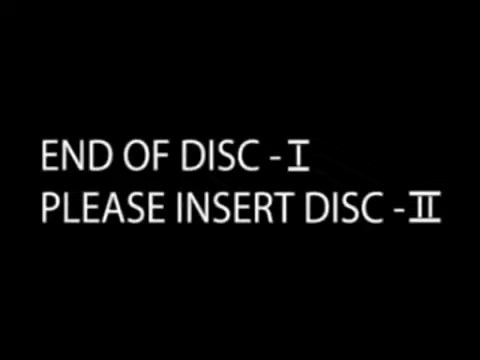 END OF DISC - I
PLEASE INSERT DISC - II